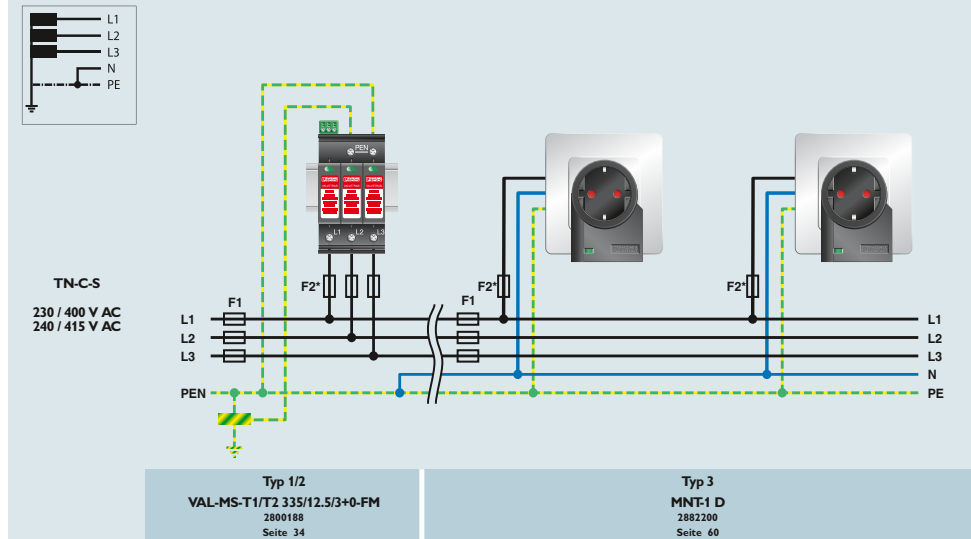 L1
L2
L3
N
PE
PEN
L1 L2 L3
TN-C-S
230 / 400 V AC
240 / 415 V AC
F2*
F2*
F2*
F1
F1
L1
L2
L3
PEN
L1
L2
L3
N
PE
Typ 1/2
VAL-MS-T1/T2 335/12.5/3+0-FM
2800188
Seite 34
Typ 3
MNT-1 D
2882200
Seite 60